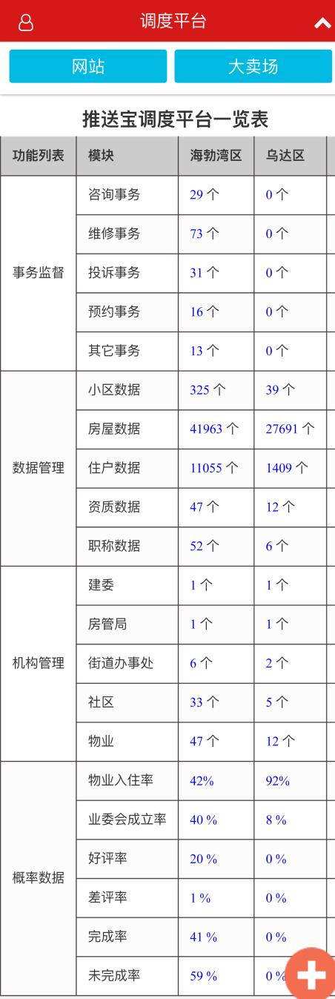 调度平台
网站 大卖场
推送宝调度平台一览表
功能列表 模块 海勃湾区 乌达区
事务监督
咨询事务 29 个 0 个
维修事务 73 个 0 个
投诉事务 31 个 0 个
预约事务 16 个 0 个
其它事务 13 个 0 个
数据管理
小区数据 325 个 39 个
房屋数据 41963 个 27691 个
住户数据 11055 个 1409 个
资质数据 47 个 12 个
职称数据 52 个 6 个
机构管理
建委 1 个 1 个
房管局 1 个 1 个
街道办事处 6 个 2 个
社区 33 个 5 个
物业 47 个 12 个
概率数据
物业入住率 42% 92%
业委会成立率 40 % 8 %
好评率 20 % 0 %
差评率 1 % 0 %
完成率 41 % 0 %
未完成率 59 % 0 %